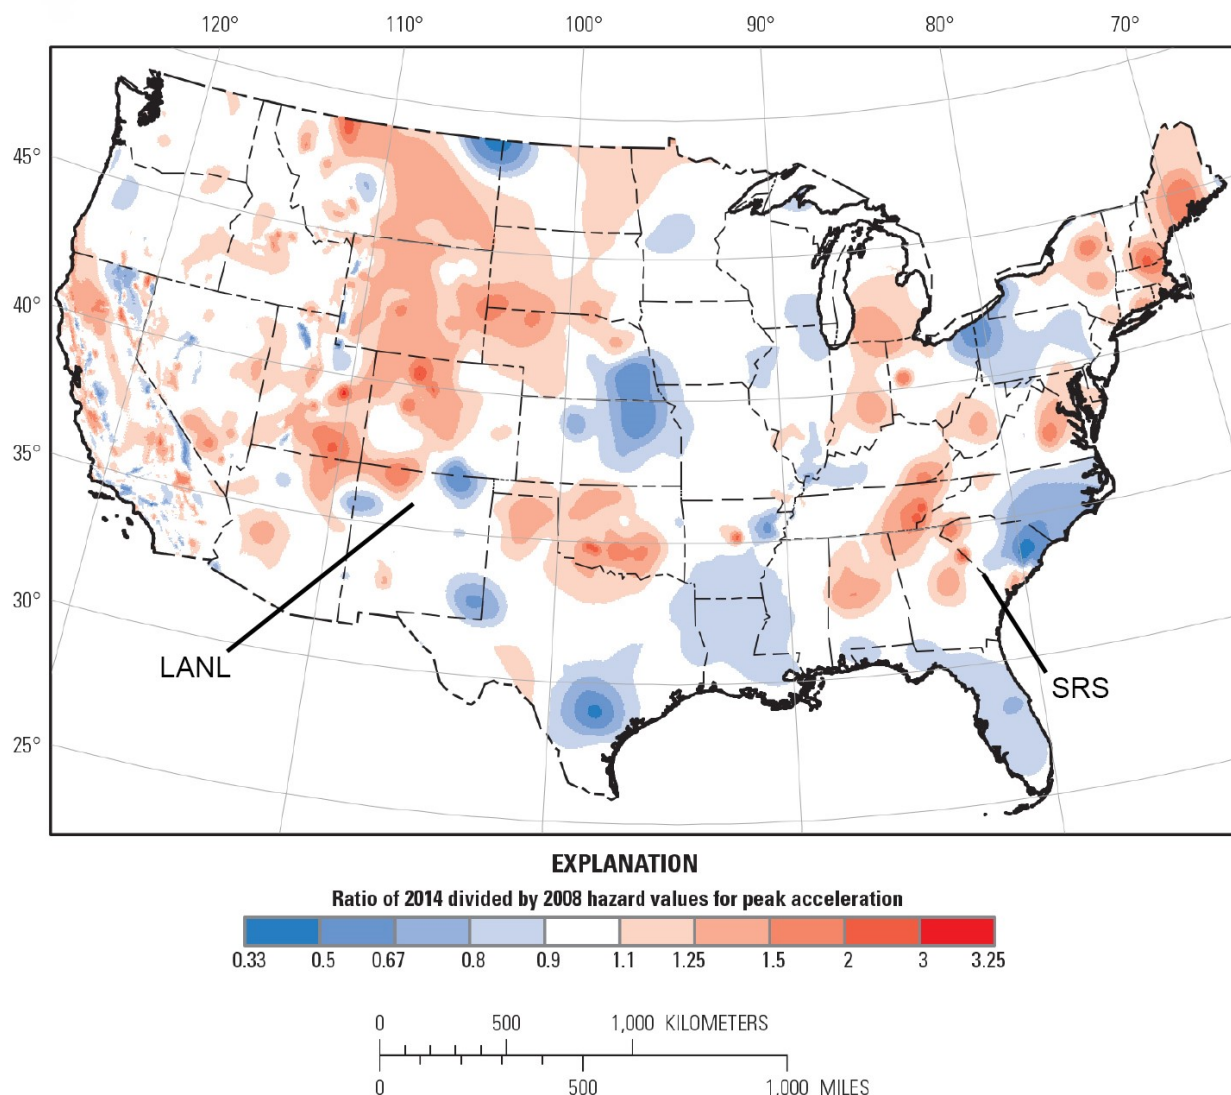 120° 110° 100° 90° 80° 70°
45°
40°
35°
30°
25°
LANL
SRS
EXPLANATION
Ratio of 2014 divided by 2008 hazard values for peak acceleration
0.33 0.5 0.67 0.8 0.9 1.1 1.25 1.5 2 3 3.25
0 500 1,000 KILOMETERS
0 500 1.000 MILES